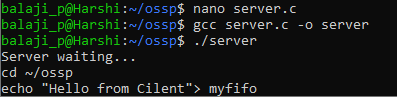 balaji_p@Harshi:~/ossp$ nano server.c
balaji_p@Harshi:~/ossp$ gcc server.c -o server
balaji_p@Harshi:~/ossp$ ./server
Server waiting...
cd ~/ossp
echo "Hello from Cilent"> myfifo